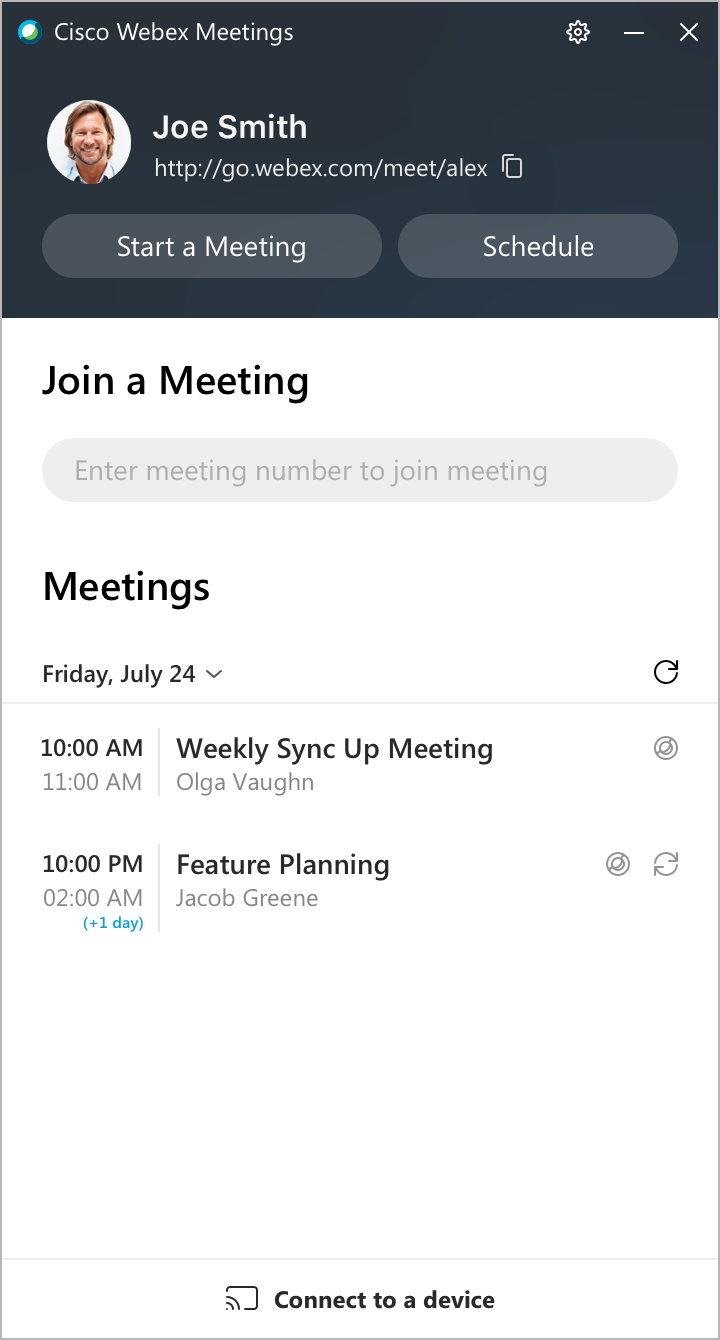 Cisco Webex Meetings
Joe Smith
http://go.webex.com/meet/alex
Start a Meeting
Schedule
Join a Meeting
Enter meeting number to join meeting
Meetings
Friday, July 24
10:00 AM
Weekly Sync Up Meeting
11:00 AM
Olga Vaughn
10:00 PM
Feature Planning
02:00 AM
Jacob Greene
(+1 day)
Connect to a device